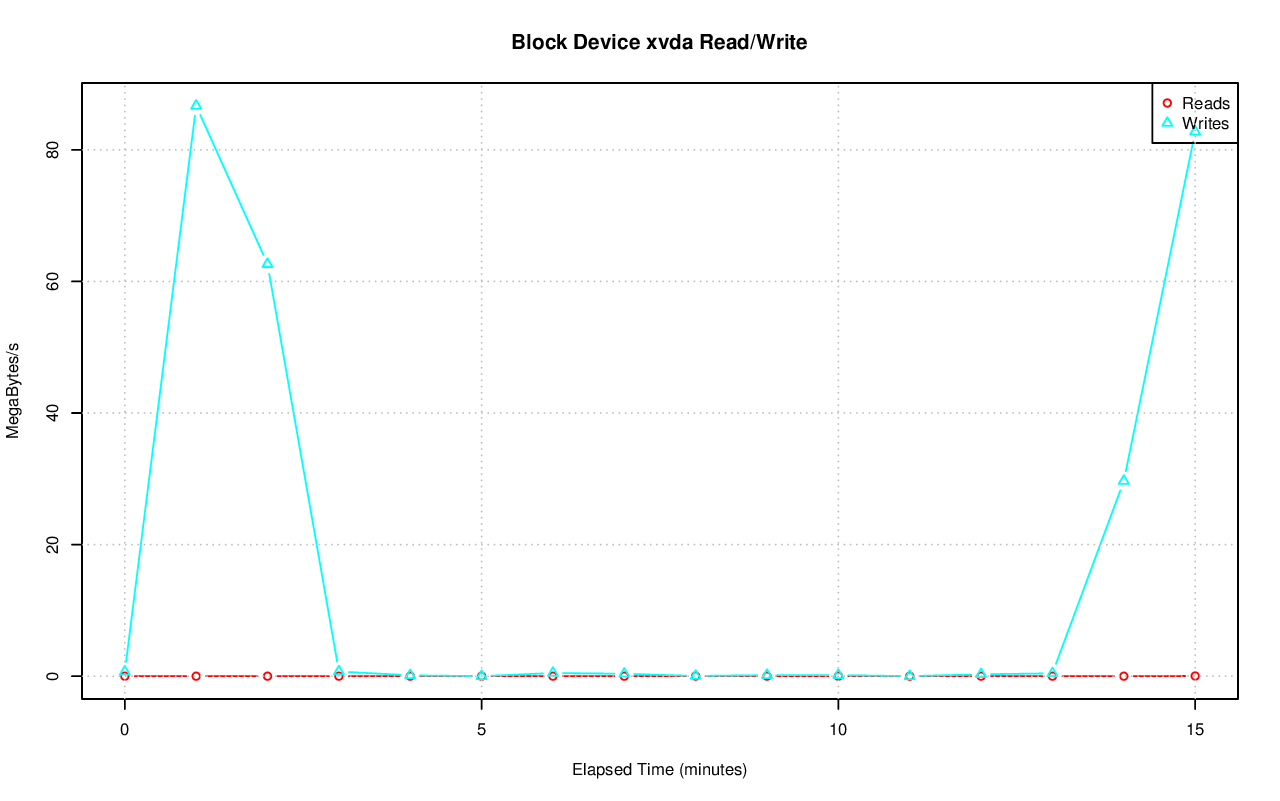 Block Device xvda Read/Write
Reads
Writes
MegaBytes/s
80
60
40
20
0
0 5 10 15
Elapsed Time (minutes)